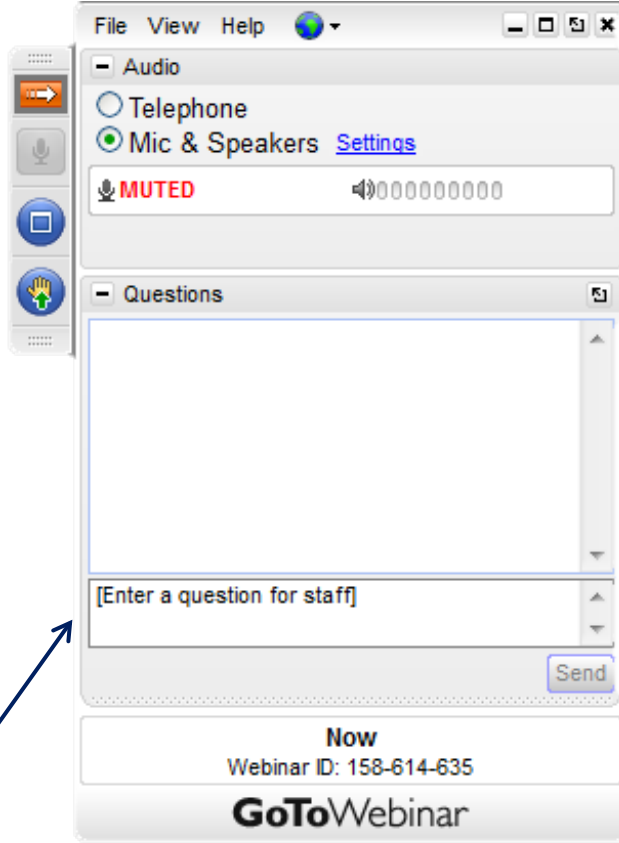 File View Help
Audio
Telephone
Mic & Speakers Settings
MUTED 000000000
Questions
[Enter a question for staff]
Send
Now
Webinar ID: 158-614-635
GoToWebinar